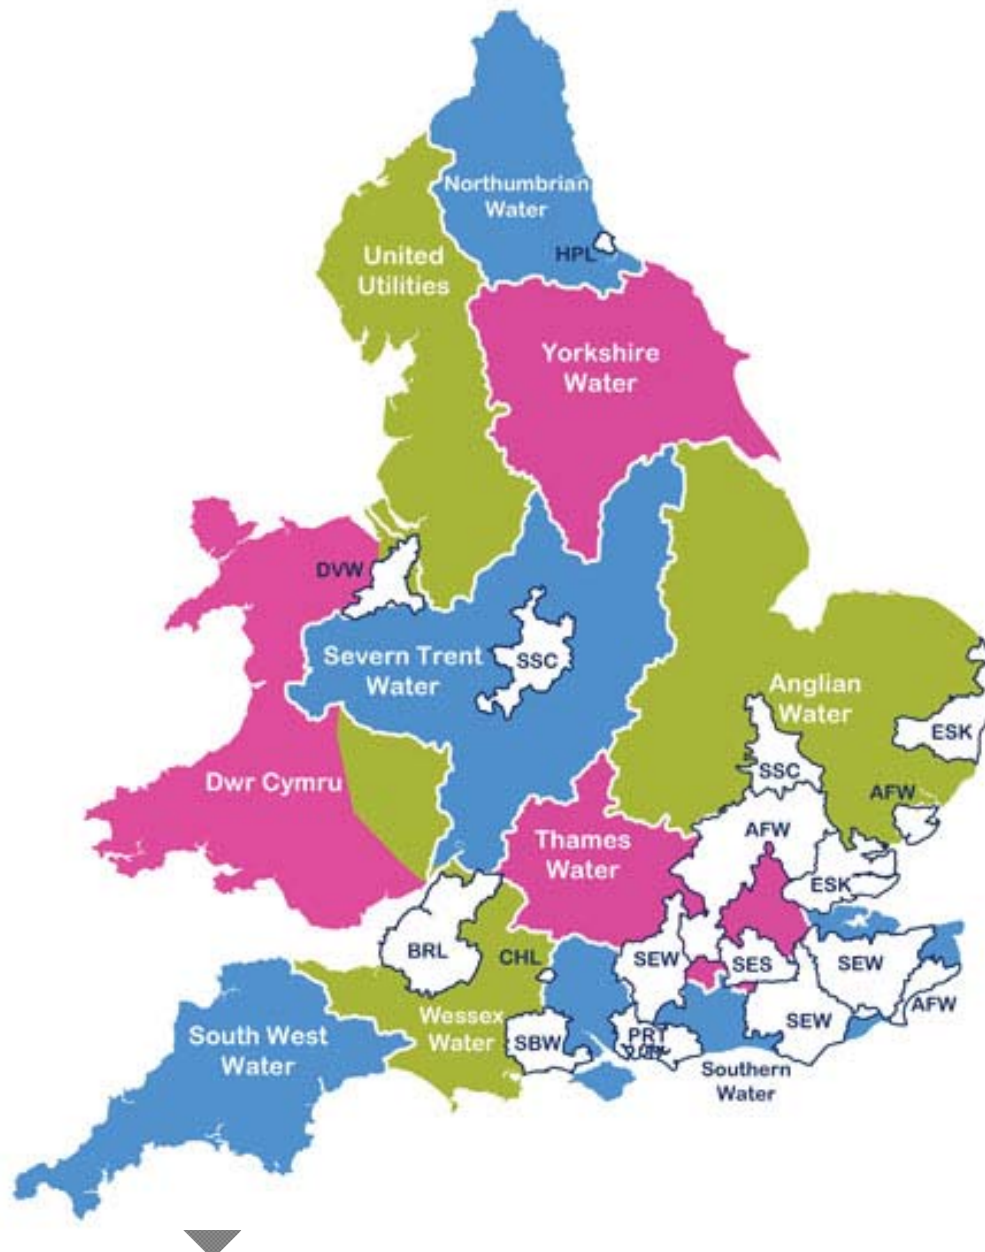 Northumbrian
Water
HPL
United
Utilities
Yorkshire
Water
DVW
Severn Trent
Water
SSC
Anglian
Water
ESK
SSC
AFW
Dwr Cymru
AFW
Thames
Water
ESK
BRL
CHL
SEW
SES
SEW
AFW
Wessex
Water
SBW
PRT
SEW
South West
Water
Southern
Water